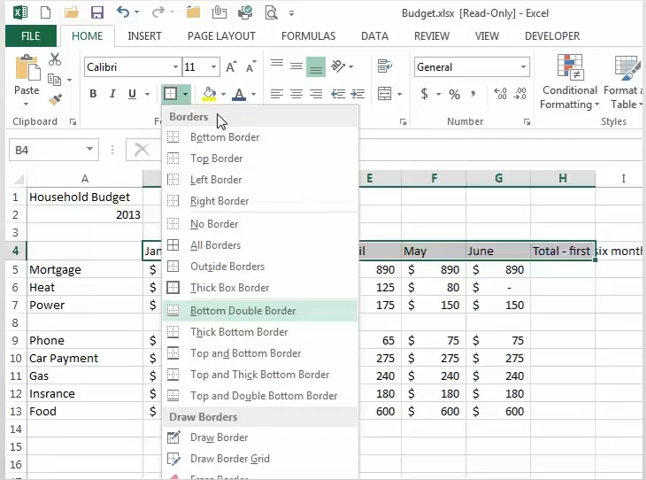 Budget.xlsx [Read-Only] - Excel
FILE HOME INSERT PAGE LAYOUT FORMULAS DATA REVIEW VIEW DEVELOPER
Calibri 11 A A General
Paste B I U A $ % , Conditional Formatting Format as Table
Clipboard Number Styles
B4
A E F G H I
1 Household Budget
2 2013
3
4 May June Total - first six month
5 Mortgage $ 890 $ 890 $ 890
6 Heat $ 125 $ 80 $ -
7 Power $ 175 $ 150 $ 150
8
9 Phone $ 65 $ 75 $ 75
10 Car Payment $ 275 $ 275 $ 275
11 Gas $ 240 $ 240 $ 240
12 Insrance $ 180 $ 180 $ 180
13 Food $ 600 $ 600 $ 600
14
15
16
17
Borders
Bottom Border
Top Border
Left Border
Right Border
No Border
All Borders
Outside Borders
Thick Box Border
Bottom Double Border
Thick Bottom Border
Top and Bottom Border
Top and Thick Bottom Border
Top and Double Bottom Border
Draw Borders
Draw Border
Draw Border Grid